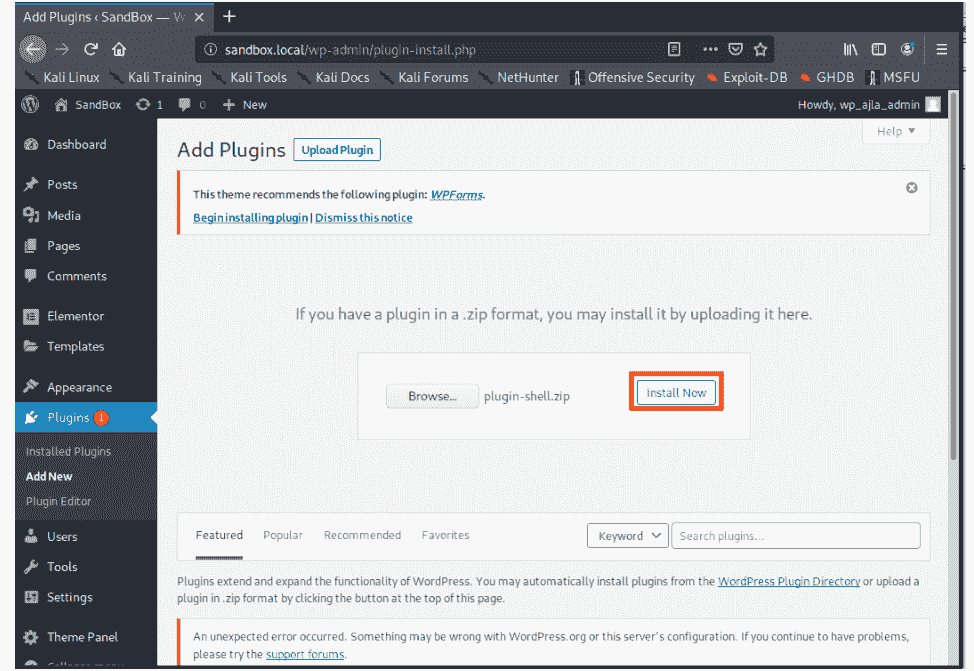 Add Plugins ‹ SandBox — W
sandbox.local/wp-admin/plugin-install.php
Kali Linux Kali Training Kali Tools Kali Docs Kali Forums NetHunter Offensive Security Exploit-DB GHDB MSFU
SandBox 1 0 + New Howdy, wp_ajla_admin
Help
Dashboard
Posts
Media
Pages
Comments
Elementor
Templates
Appearance
Plugins 1
Installed Plugins
Add New
Plugin Editor
Users
Tools
Settings
Theme Panel
Collapse menu
Add Plugins Upload Plugin
This theme recommends the following plugin: WPForms.
Begin installing plugin | Dismiss this notice
If you have a plugin in a .zip format, you may install it by uploading it here.
Browse... plugin-shell.zip Install Now
Featured Popular Recommended Favorites Keyword Search plugins...
Plugins extend and expand the functionality of WordPress. You may automatically install plugins from the WordPress Plugin Directory or upload a
plugin in .zip format by clicking the button at the top of this page.
An unexpected error occurred. Something may be wrong with WordPress.org or this server's configuration. If you continue to have problems,
please try the support forums.